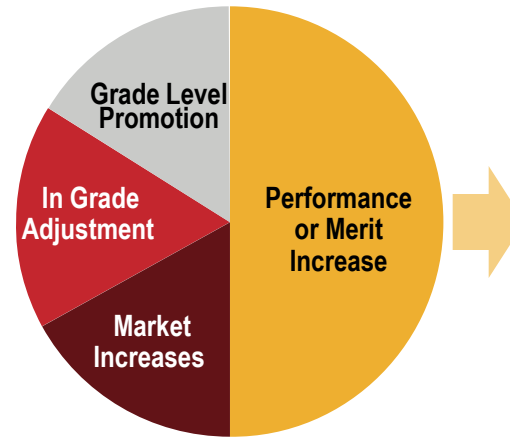 Grade Level
Promotion
In Grade
Adjustment
Performance
or Merit
Increase
Market
Increases